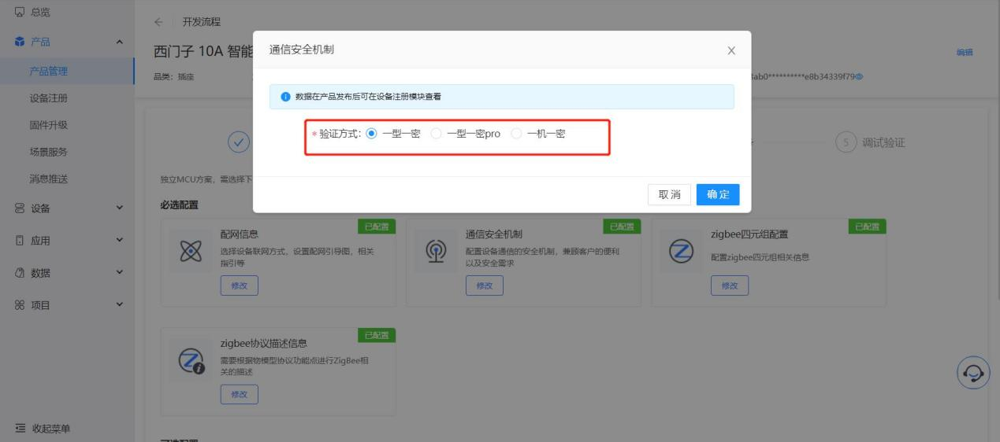 总览
产品
产品管理
设备注册
固件升级
场景服务
消息推送
设备
应用
数据
项目
收起菜单
开发流程
西门子 10A 智能
编辑
品类：插座
8ab0**********e8b34339f79
通信安全机制
数据在产品发布后可在设备注册模块查看
* 验证方式： 一型一密 一型一密pro 一机一密
取 消 确 定
5 调试验证
独立MCU方案，需选择下
必选配置
配网信息
已配置
选择设备联网方式，设置配网引导图，相关
指引等
修改
通信安全机制
已配置
配置设备通信的安全机制，兼顾客户的便利
以及安全需求
修改
zigbee四元组配置
已配置
配置zigbee四元组相关信息
修改
zigbee协议描述信息
已配置
需要根据物模型协议功能点进行ZigBee相
关的描述
修改